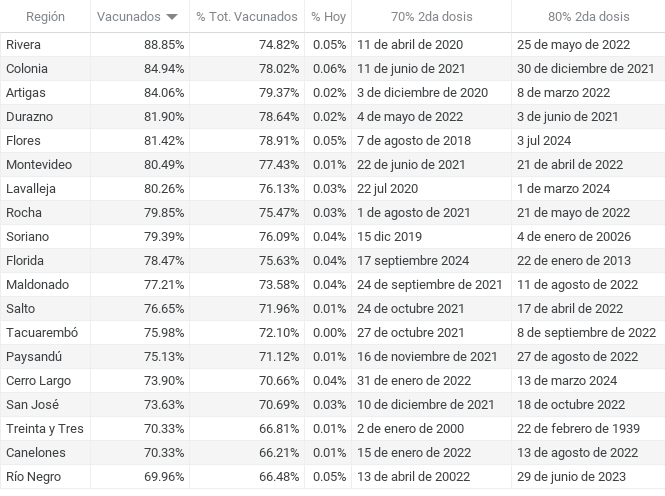 Región Vacunados % Tot. Vacunados % Hoy 70% 2da dosis 80% 2da dosis
Rivera 88.85% 74.82% 0.05% 11 de abril de 2020 25 de mayo de 2022
Colonia 84.94% 78.02% 0.06% 11 de junio de 2021 30 de diciembre de 2021
Artigas 84.06% 79.37% 0.02% 3 de diciembre de 2020 8 de marzo 2022
Durazno 81.90% 78.64% 0.02% 4 de mayo de 2022 3 de junio de 2021
Flores 81.42% 78.91% 0.05% 7 de agosto de 2018 3 jul 2024
Montevideo 80.49% 77.43% 0.01% 22 de junio de 2021 21 de abril de 2022
Lavalleja 80.26% 76.13% 0.03% 22 jul 2020 1 de marzo 2024
Rocha 79.85% 75.47% 0.03% 1 de agosto de 2021 21 de mayo de 2022
Soriano 79.39% 76.09% 0.04% 15 dic 2019 4 de enero de 20026
Florida 78.47% 75.63% 0.04% 17 septiembre 2024 22 de enero de 2013
Maldonado 77.21% 73.58% 0.04% 24 de septiembre de 2021 11 de agosto de 2022
Salto 76.65% 71.96% 0.01% 24 de octubre 2021 17 de abril de 2022
Tacuarembó 75.98% 72.10% 0.00% 27 de octubre 2021 8 de septiembre de 2022
Paysandú 75.13% 71.12% 0.01% 16 de noviembre de 2021 27 de agosto de 2022
Cerro Largo 73.90% 70.66% 0.04% 31 de enero de 2022 13 de marzo 2024
San José 73.63% 70.69% 0.03% 10 de diciembre de 2021 18 de octubre 2022
Treinta y Tres 70.33% 66.81% 0.01% 2 de enero de 2000 22 de febrero de 1939
Canelones 70.33% 66.21% 0.01% 15 de enero de 2022 13 de agosto de 2022
Río Negro 69.96% 66.48% 0.05% 13 de abril de 20022 29 de junio de 2023